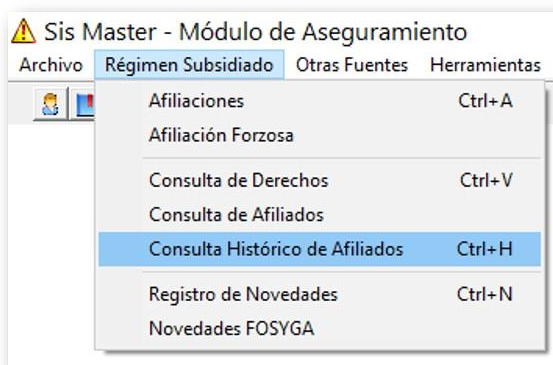 Sis Master - Módulo de Aseguramiento
Archivo Régimen Subsidiado Otras Fuentes Herramientas
Afiliaciones Ctrl+A
Afiliación Forzosa
Consulta de Derechos Ctrl+V
Consulta de Afiliados
Consulta Histórico de Afiliados Ctrl+H
Registro de Novedades Ctrl+N
Novedades FOSYGA